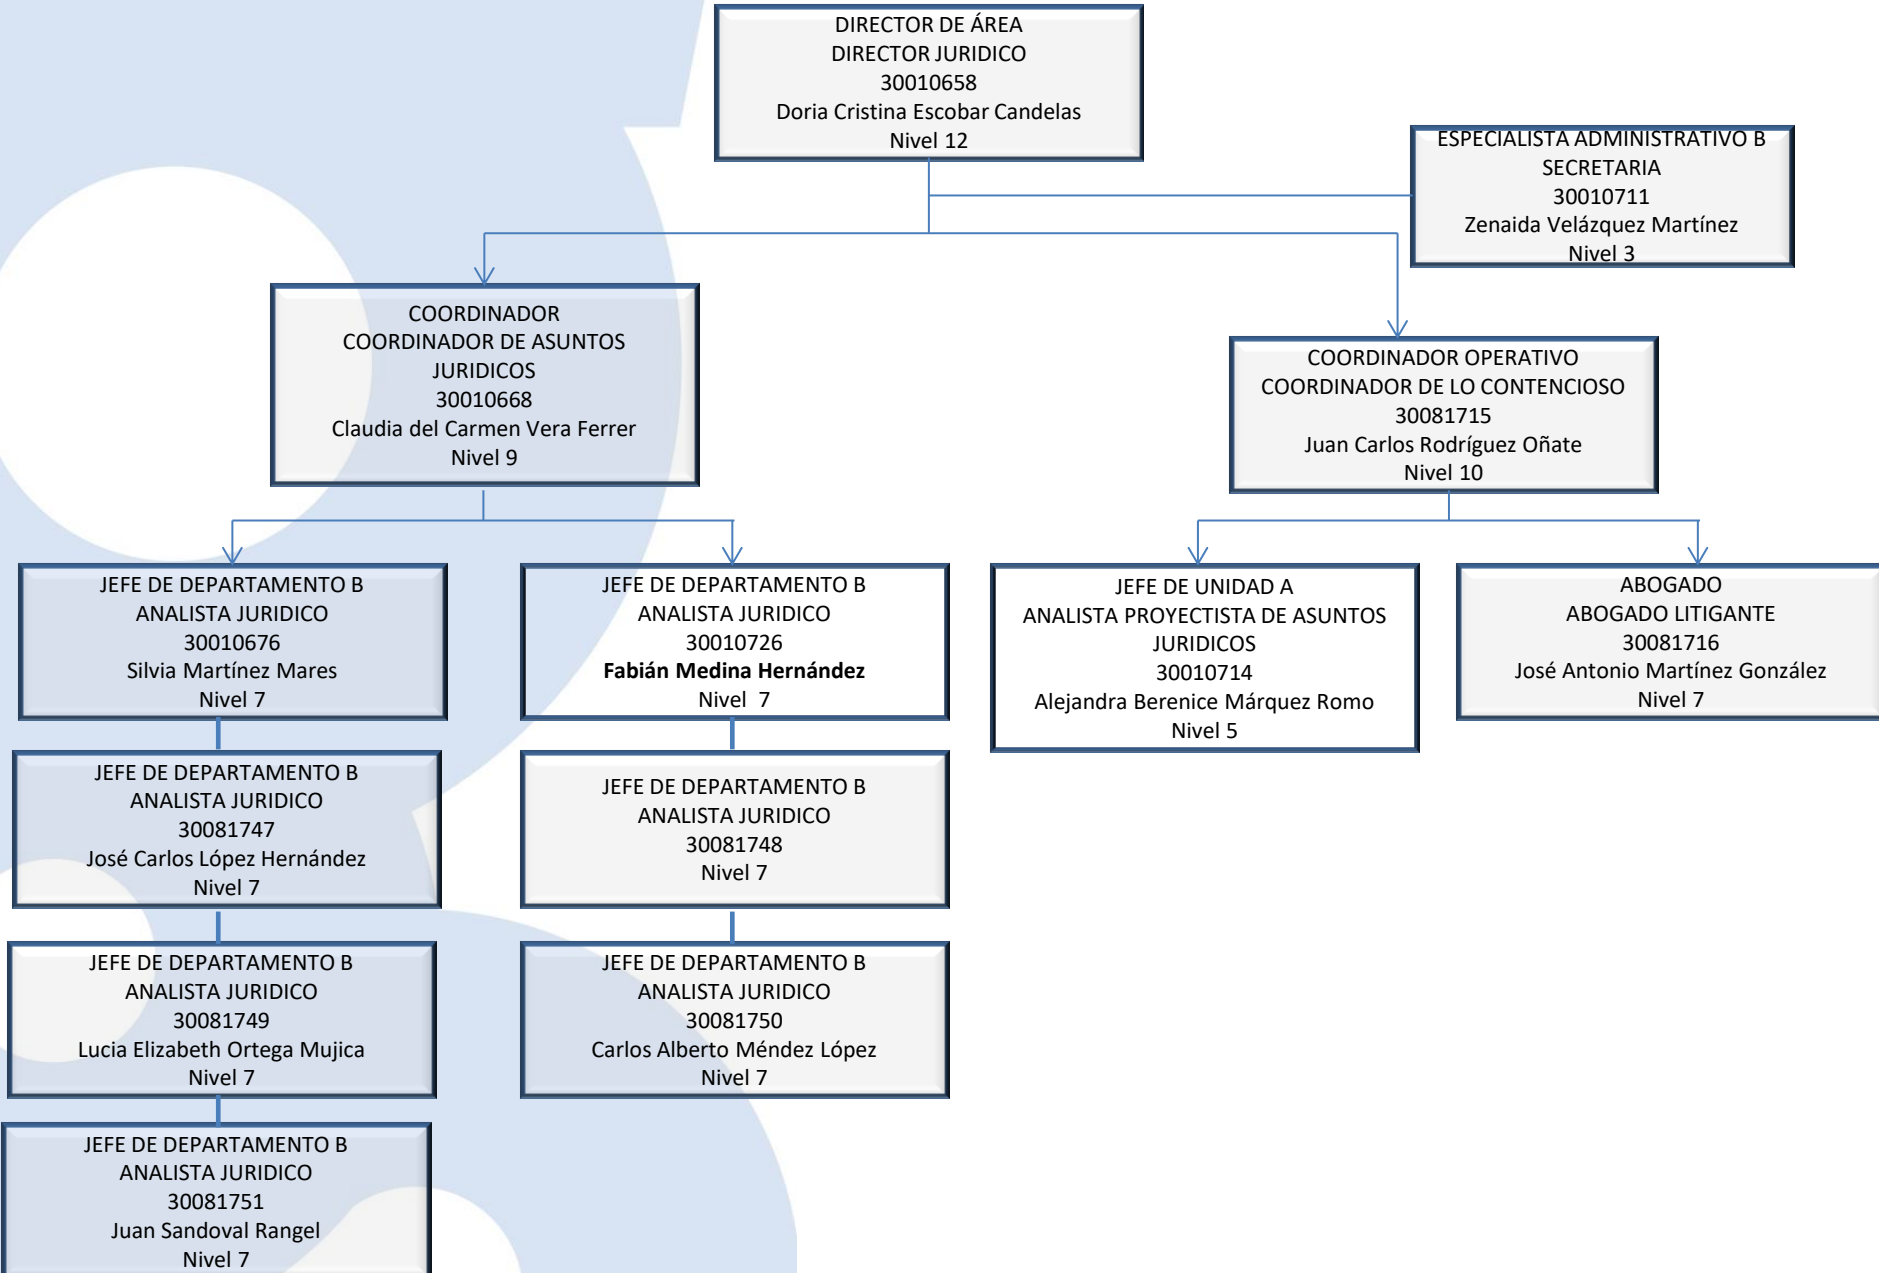 DIRECTOR DE ÁREA
DIRECTOR JURIDICO
30010658
Doria Cristina Escobar Candelas
Nivel 12
ESPECIALISTA ADMINISTRATIVO B
SECRETARIA
30010711
Zenaida Velázquez Martínez
Nivel 3
COORDINADOR
COORDINADOR DE ASUNTOS
JURIDICOS
30010668
Claudia del Carmen Vera Ferrer
Nivel 9
COORDINADOR OPERATIVO
COORDINADOR DE LO CONTENCIOSO
30081715
Juan Carlos Rodríguez Oñate
Nivel 10
JEFE DE DEPARTAMENTO B
ANALISTA JURIDICO
30010676
Silvia Martínez Mares
Nivel 7
JEFE DE DEPARTAMENTO B
ANALISTA JURIDICO
30010726
Fabián Medina Hernández
Nivel 7
JEFE DE UNIDAD A
ANALISTA PROYECTISTA DE ASUNTOS
JURIDICOS
30010714
Alejandra Berenice Márquez Romo
Nivel 5
ABOGADO
ABOGADO LITIGANTE
30081716
José Antonio Martínez González
Nivel 7
JEFE DE DEPARTAMENTO B
ANALISTA JURIDICO
30081747
José Carlos López Hernández
Nivel 7
JEFE DE DEPARTAMENTO B
ANALISTA JURIDICO
30081748
Nivel 7
JEFE DE DEPARTAMENTO B
ANALISTA JURIDICO
30081749
Lucia Elizabeth Ortega Mujica
Nivel 7
JEFE DE DEPARTAMENTO B
ANALISTA JURIDICO
30081750
Carlos Alberto Méndez López
Nivel 7
JEFE DE DEPARTAMENTO B
ANALISTA JURIDICO
30081751
Juan Sandoval Rangel
Nivel 7